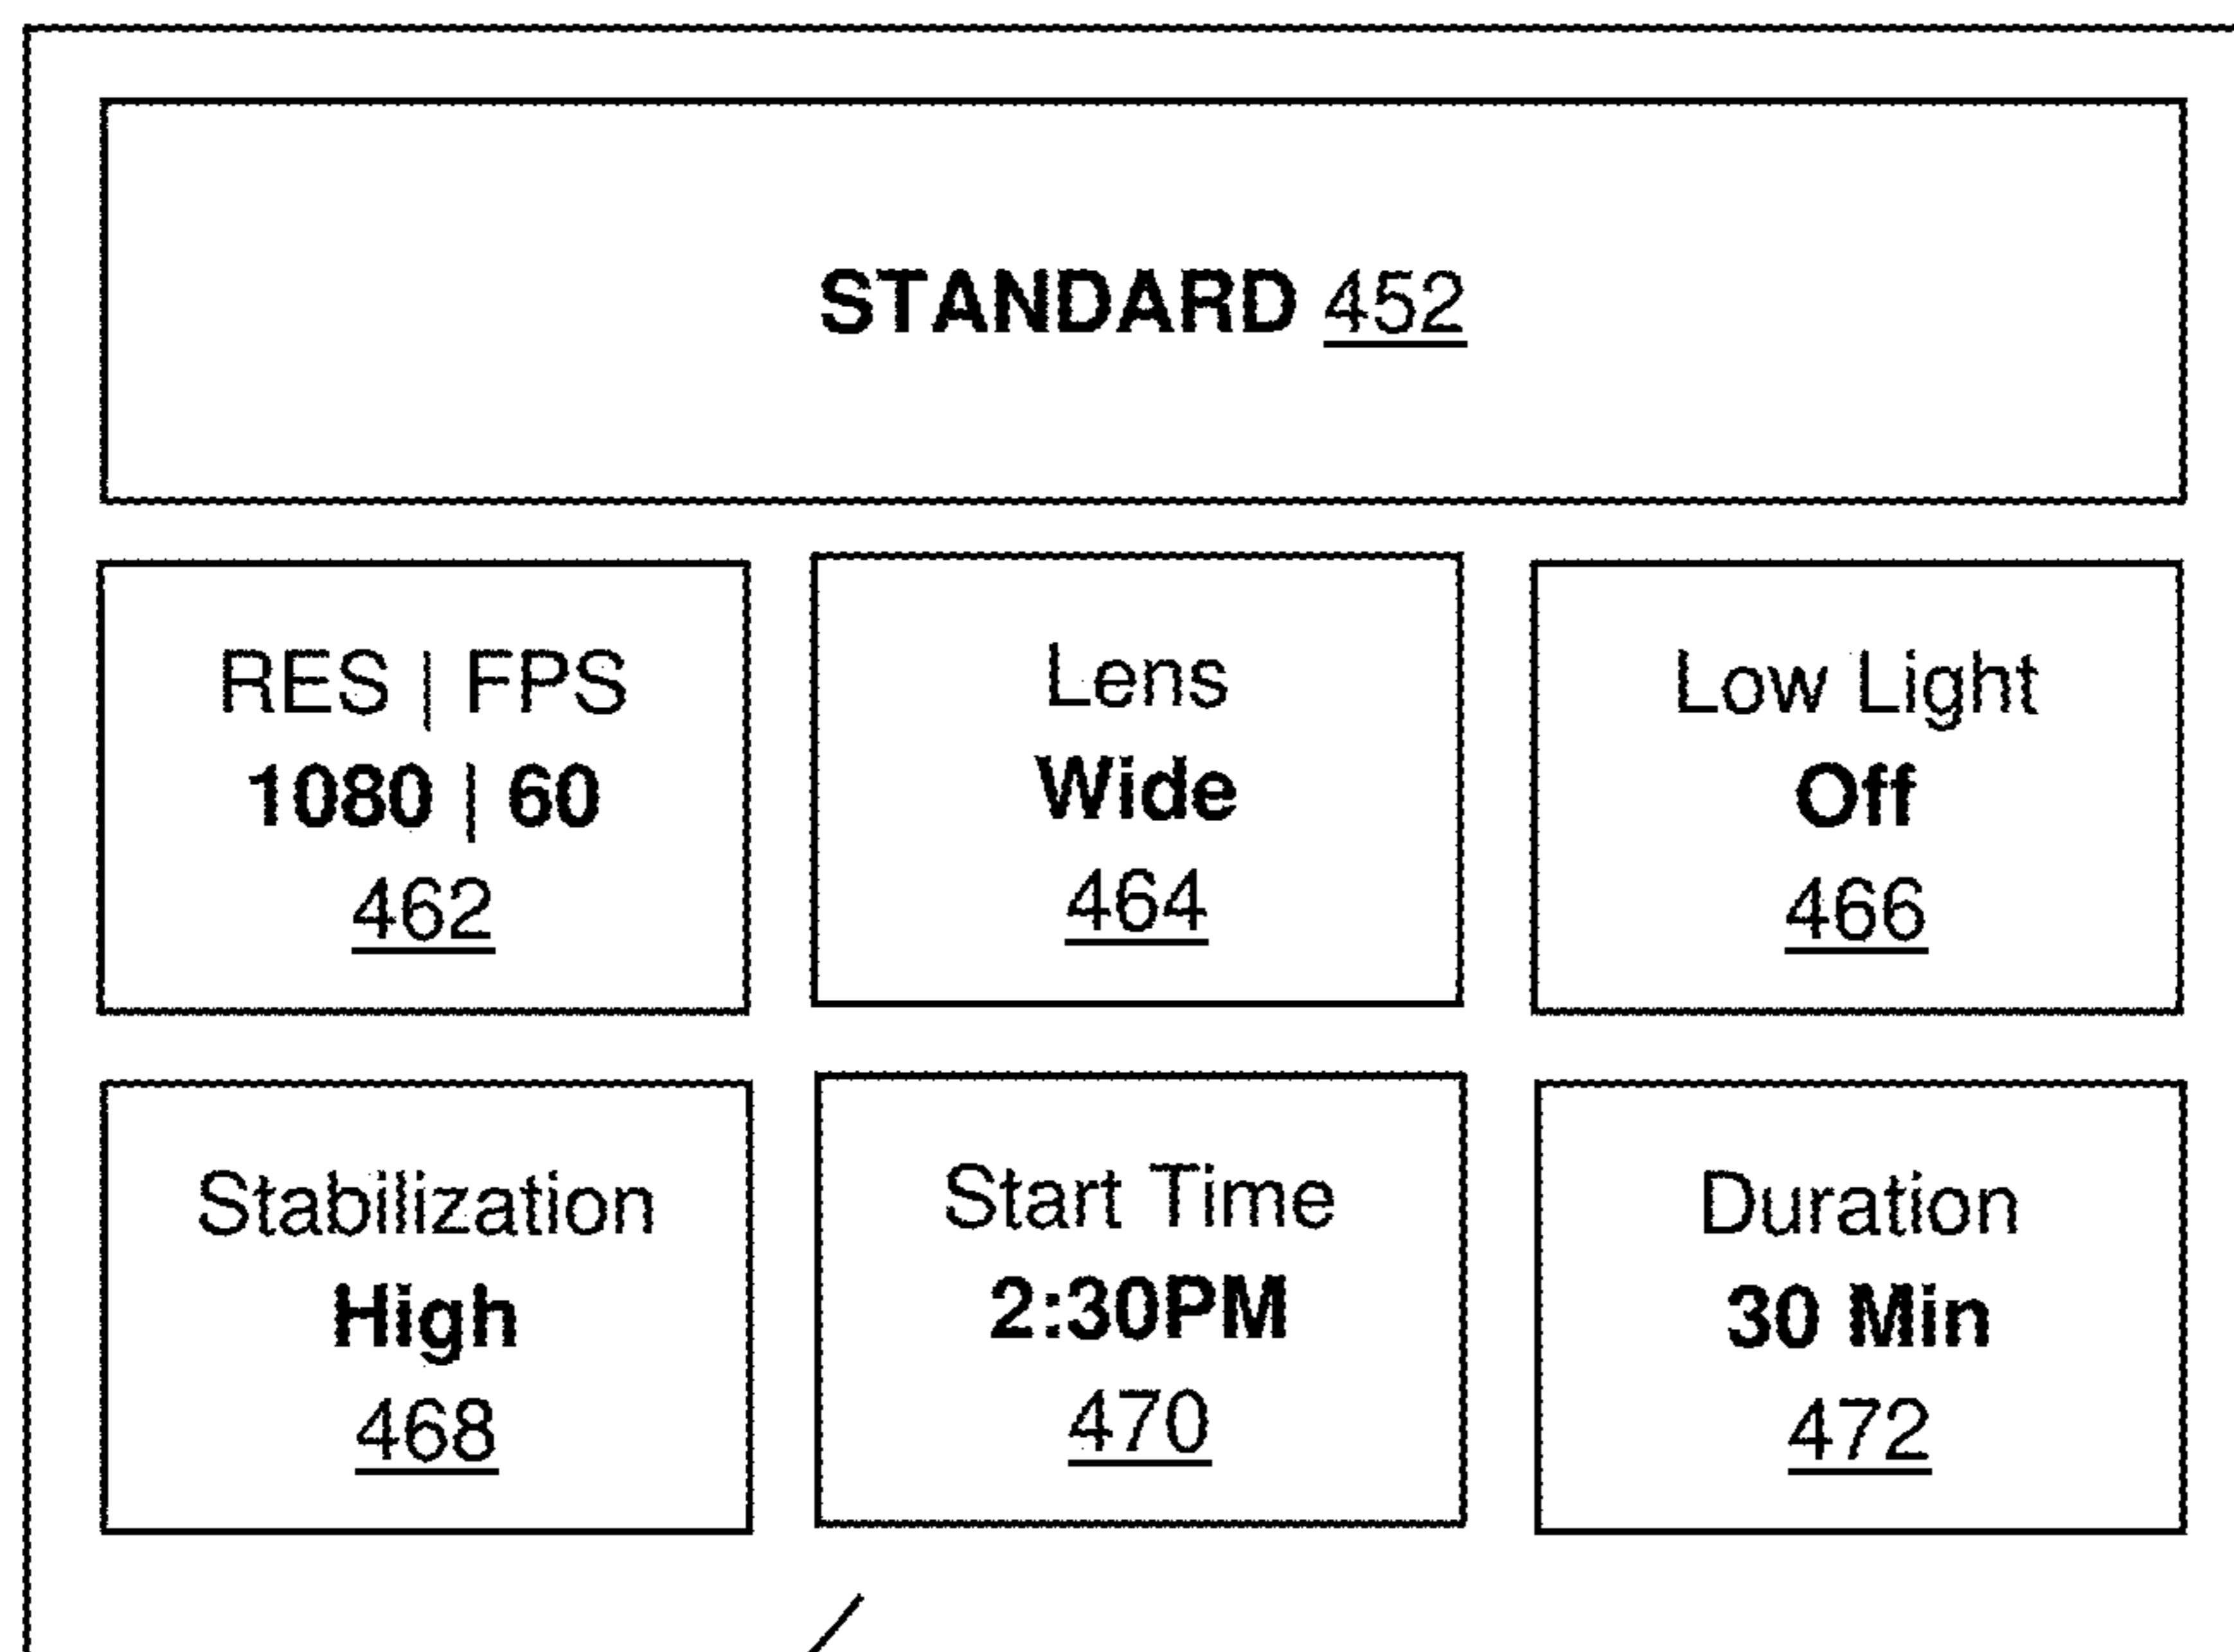 STANDARD 452
RES | FPS
1080 | 60
462
Lens
Wide
464
Low Light
Off
466
Stabilization
High
468
Start Time
2:30PM
470
Duration
30 Min
472